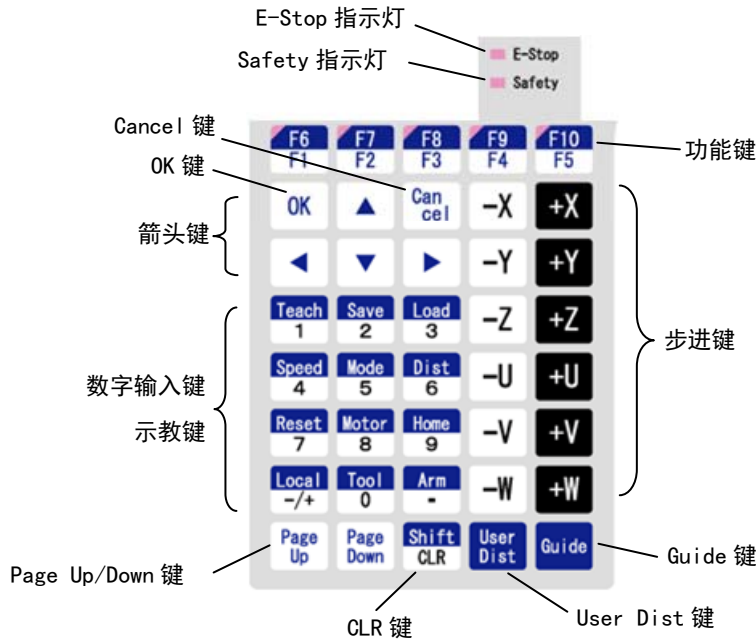 E-Stop 指示灯
E-Stop
Safety 指示灯
Safety
Cancel 键
F6 F7 F8 F9 F10
F1 F2 F3 F4 F5
功能键
OK 键
OK ▲ Can
cel -X +X
箭头键
◀ ▼ ▶ -Y +Y
Teach Save Load
1 2 3
-Z +Z
步进键
Speed Mode Dist
4 5 6
-U +U
数字输入键
示教键
Reset Motor Home
7 8 9
-V +V
Local Tool Arm
-/+ 0 -
-W +W
Page Page Shift User Guide
Up Down CLR Dist
Page Up/Down 键
Guide 键
CLR 键
User Dist 键